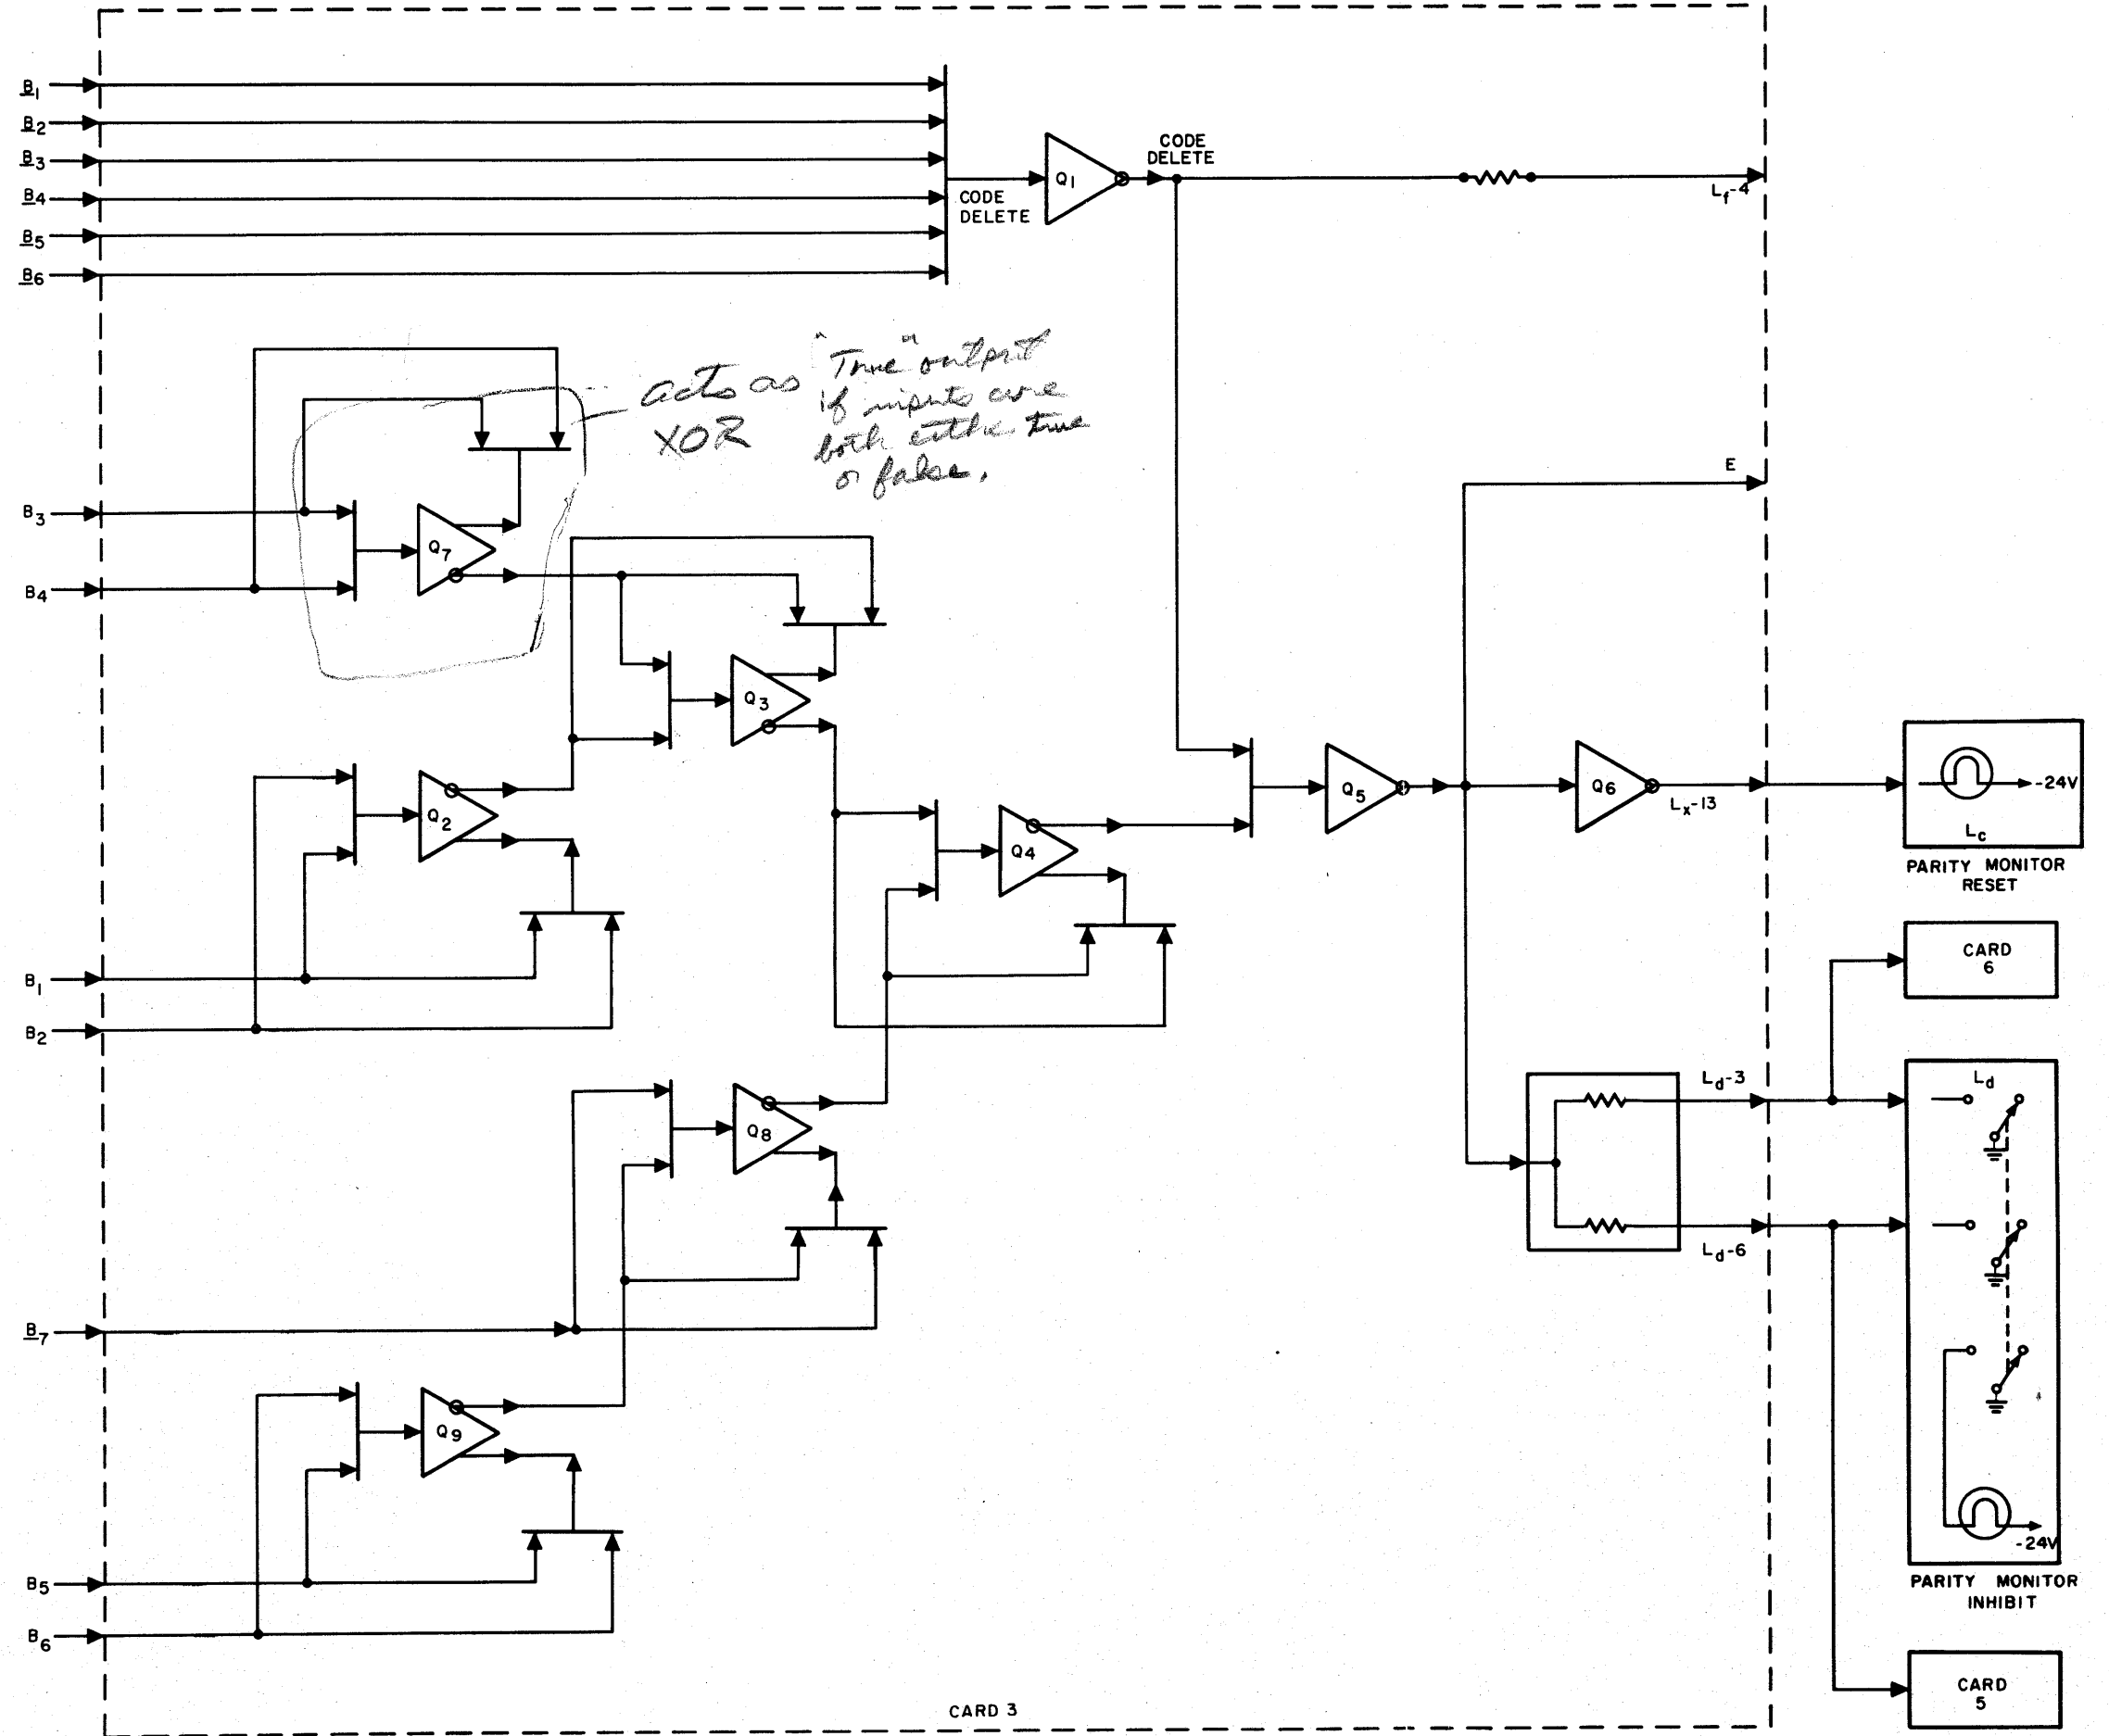 B1
B2
B3
B4
B5
B6
CODE
DELETE
Q1
CODE
DELETE
Lf-4
acts as
XOR
"True" output
if inputs are
both either true
or false.
E
B3
B4
Q7
Q3
Q2
B1
B2
Q4
Q5
Q6
Lx-13
-24V
Lc
PARITY MONITOR
RESET
CARD
6
Q8
B7
Ld-3
Ld-6
Ld
-24V
PARITY MONITOR
INHIBIT
Q9
B5
B6
CARD
5
CARD 3